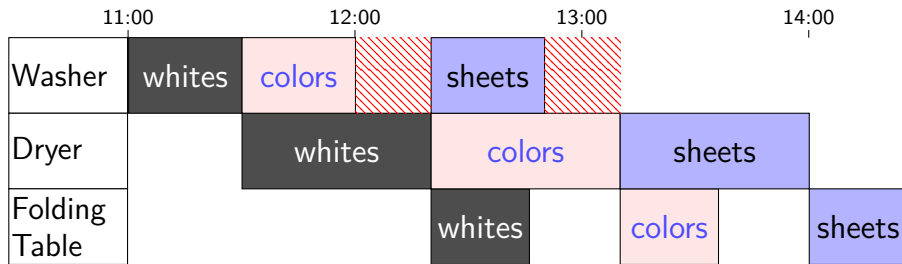 11:00 12:00 13:00 14:00
Washer whites colors sheets
Dryer whites colors sheets
Folding
Table whites colors sheets